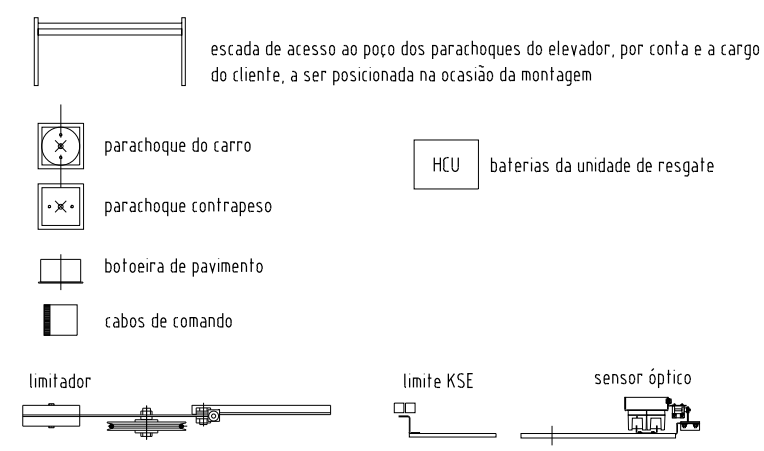 escada de acesso ao poço dos parachoques do elevador, por conta e a cargo
do cliente, a ser posicionada na ocasião da montagem
parachoque do carro
HCU
baterias da unidade de resgate
parachoque contrapeso
botoeira de pavimento
cabos de comando
limitador
limite KSE
sensor óptico